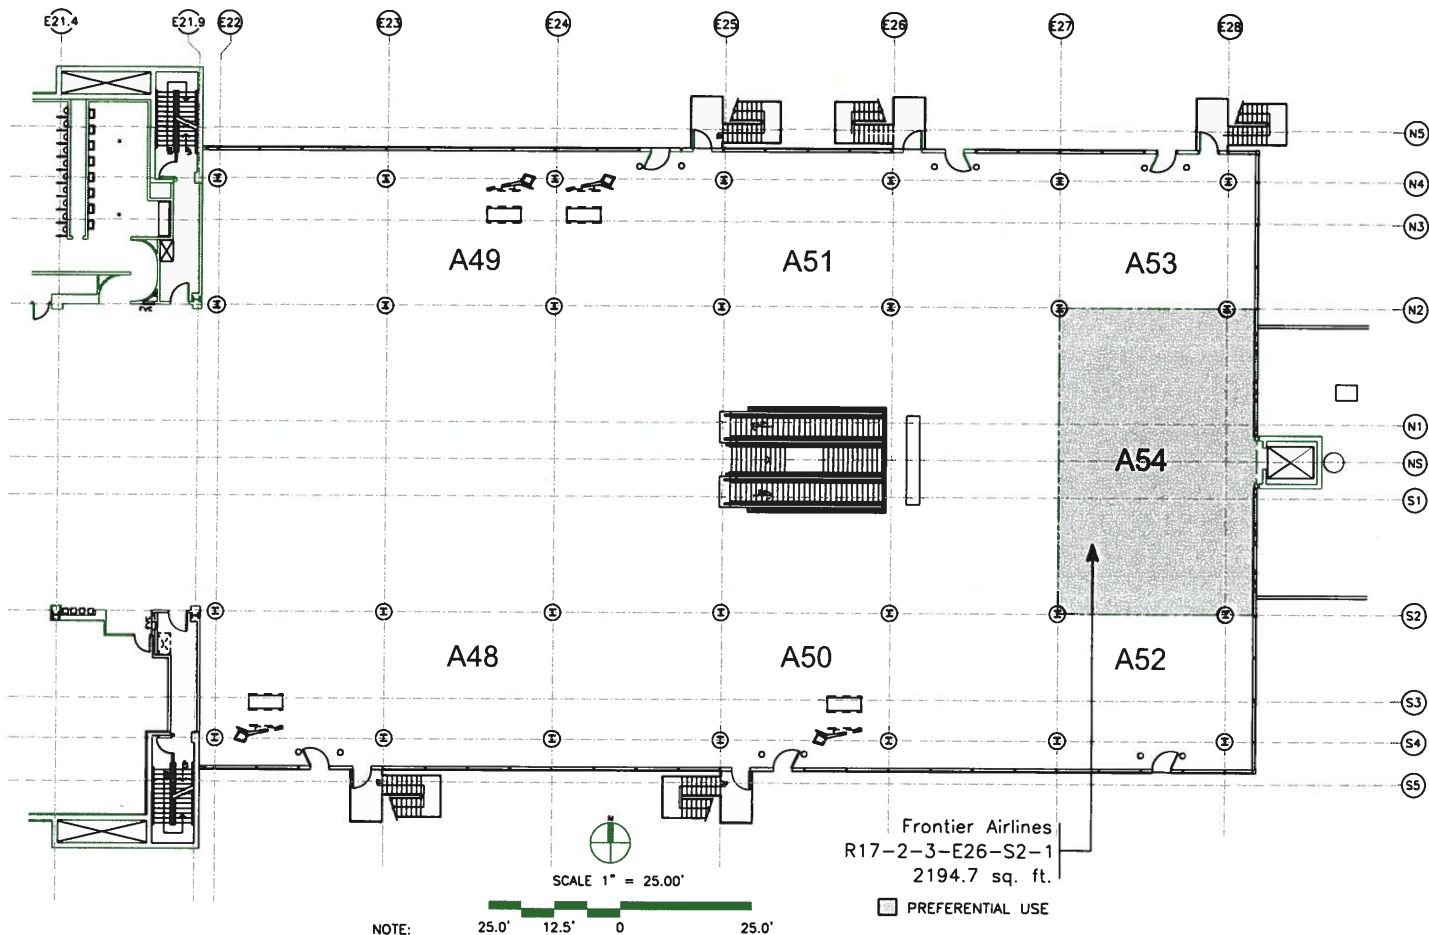 E21.4 E21.9 E22 E23 E24 E25 E26 E27 E28
N5
N4
N3
A49 A51 A53
N2
N1
A54 NS
S1
S2
A48 A50 A52
S3
S4
S5
Frontier Airlines
N
R17-2-3-E26-S2-1
SCALE 1" = 25.00'
2194.7 sq. ft.
PREFERENTIAL USE
NOTE: 25.0' 12.5' 0 25.0'